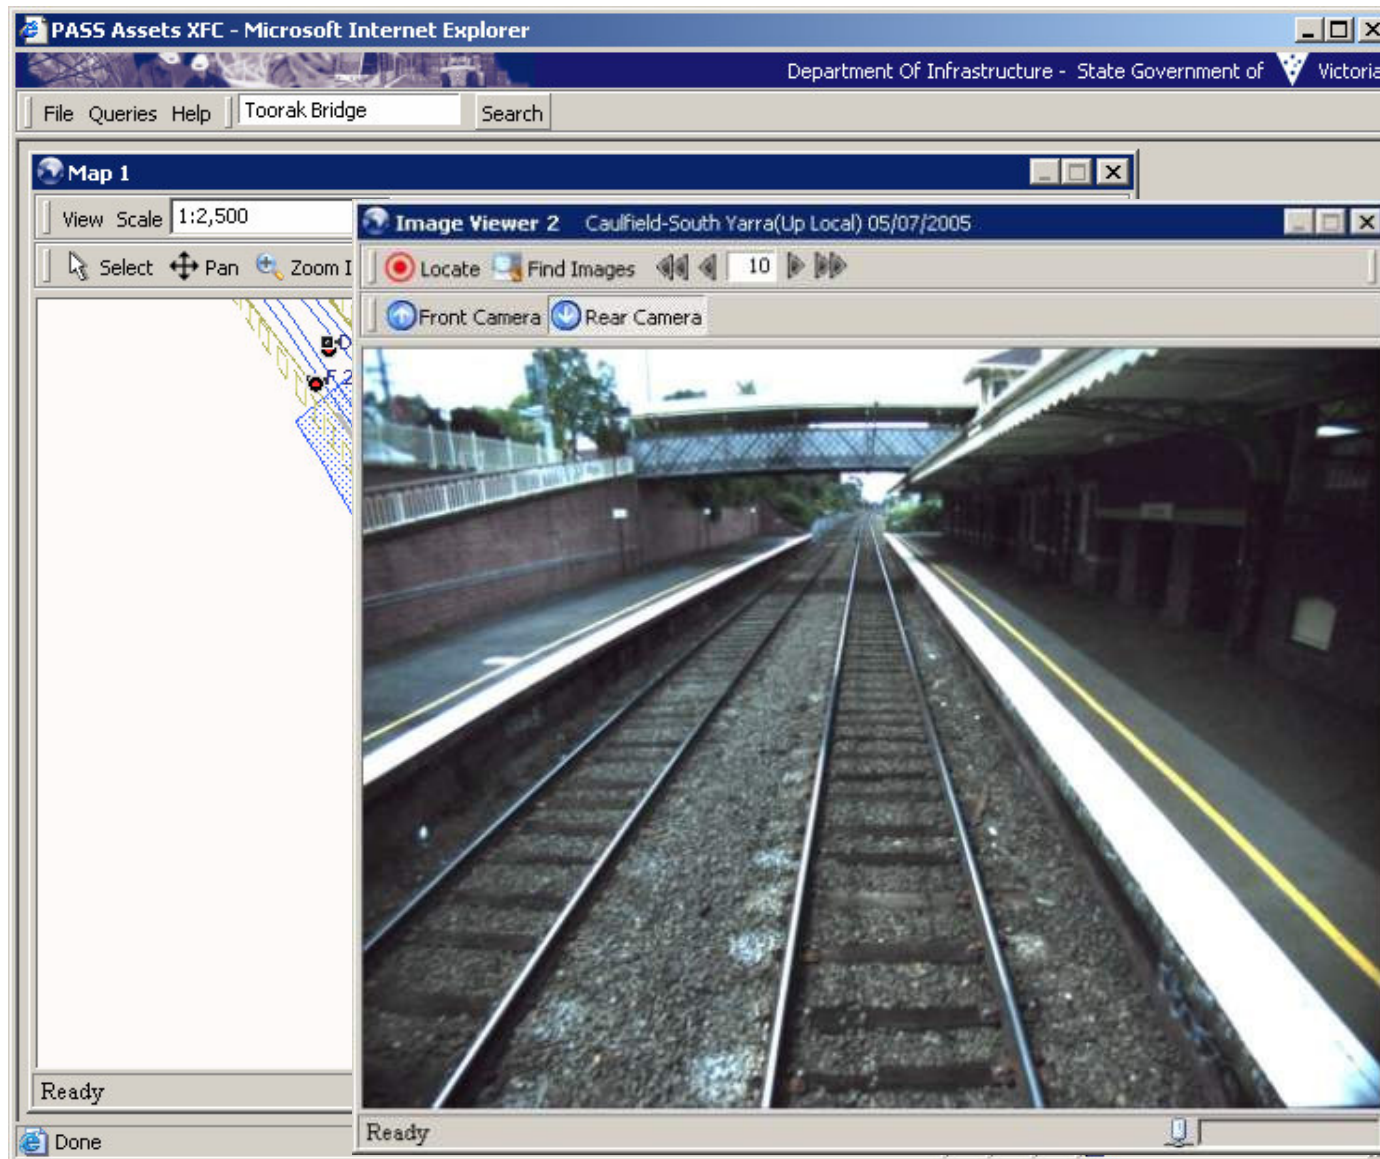 PASS Assets XFC - Microsoft Internet Explorer
Department Of Infrastructure - State Government of Victoria
File Queries Help Toorak Bridge Search
Map 1
View Scale 1:2,500
Image Viewer 2 Caulfield-South Yarra(Up Local) 05/07/2005
Select Pan Zoom I
Locate Find Images 10
Front Camera Rear Camera
Ready
Ready
Done